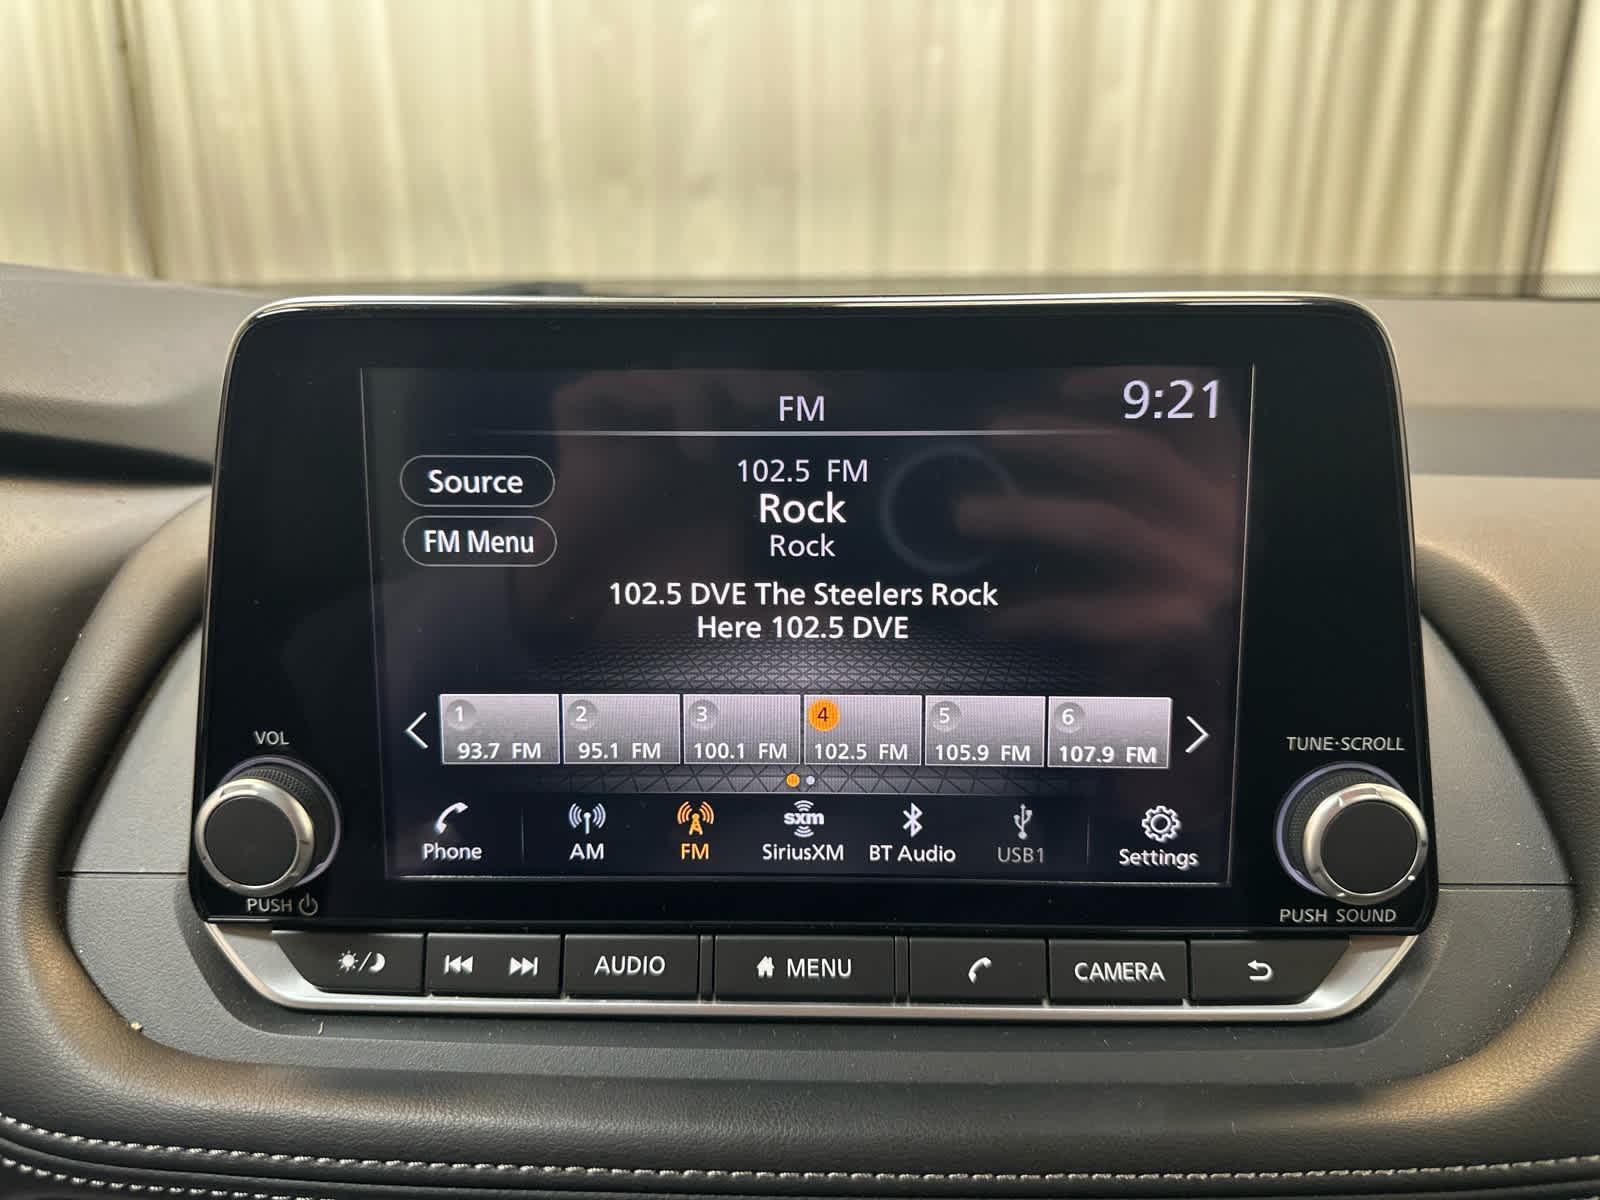 FM
9:21
Source
102.5 FM
Rock
FM Menu
Rock
102.5 DVE The Steelers Rock
Here 102.5 DVE
1 2 3 4 5 6
93.7 FM 95.1 FM 100.1 FM 102.5 FM 105.9 FM 107.9 FM
VOL
TUNE·SCROLL
sxm
Phone AM FM SiriusXM BT Audio USB1 Settings
PUSH
PUSH SOUND
AUDIO MENU CAMERA